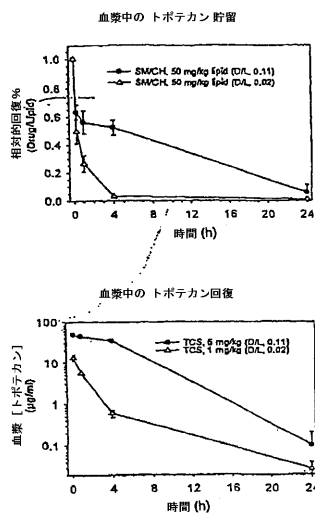 血漿中の トポテカン 貯留
SM/CH, 50 mg/kg lipid (D/L, 0.11)
SM/CH, 50 mg/kg lipid (D/L, 0.02)
相対的回復 %
(Drug/Lipid)
1.0
0.8
0.6
0.4
0.2
0.0
0 4 8 12 16 20 24
時間 (h)
血漿中の トポテカン回復
TCS, 5 mg/kg (D/L, 0.11)
TCS, 1 mg/kg (D/L, 0.02)
血漿 [トポテカン]
(µg/ml)
100
10
1
0.1
0 4 8 12 16 20 24
時間 (h)